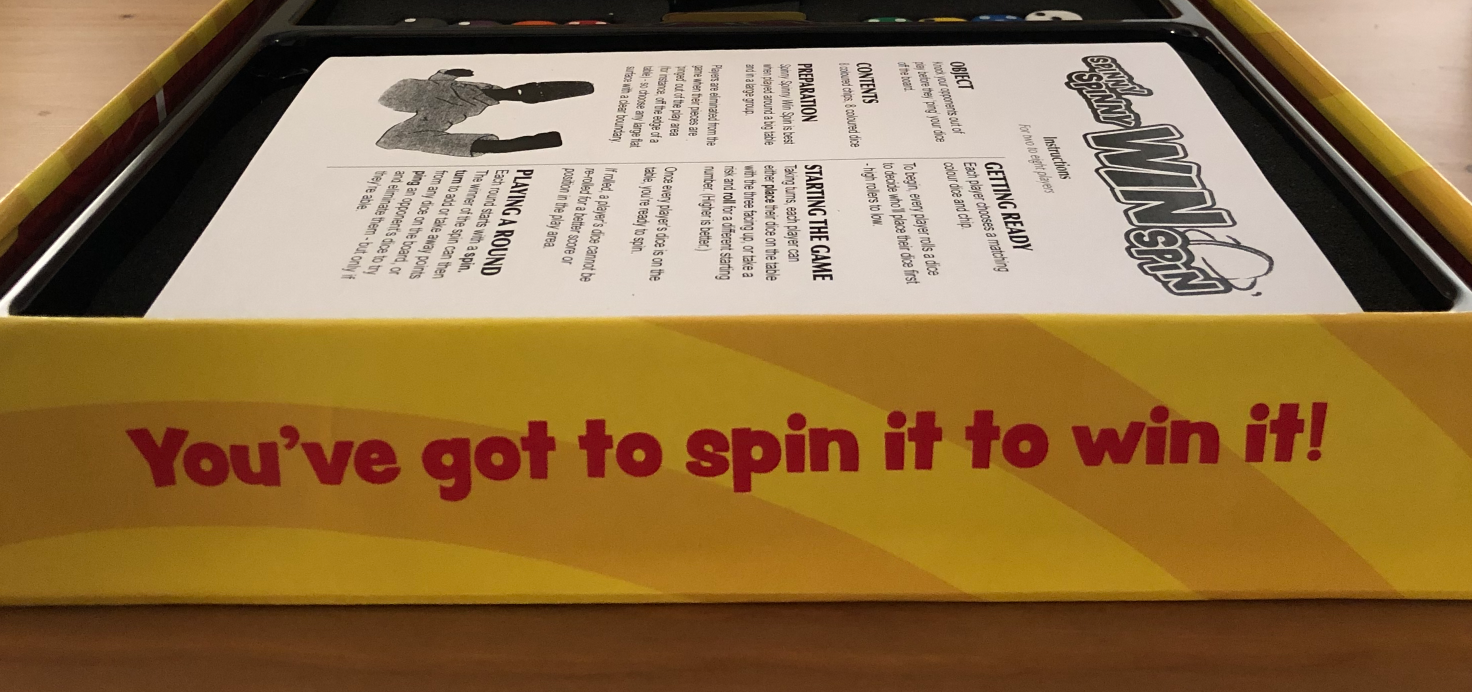 SPINNY
SPINNY
WIN
SPIN
Instructions
For two to eight players
OBJECT
Knock your opponents out of
play before they 'ping' your dice
off the board.
CONTENTS
8 coloured chips, 8 coloured dice
PREPARATION
Spinny Spinny Win Spin is best
when played around a big table
and in a large group.
Players are eliminated from the
game when their pieces are
'pinged' out of the play area
(for instance, off the edge of a
table) - so choose any large flat
surface with a clear boundary.
GETTING READY
Each player chooses a matching
colour dice and chip.
To begin, every player rolls a dice
to decide who'll place their dice first
- high rollers to low.
STARTING THE GAME
Taking turns, each player can
either place their dice on the table
with the three facing up, or take a
risk and roll for a different starting
number. (Higher is better.)
Once every player's dice is on the
table, you're ready to spin.
If rolled, a player's dice cannot be
re-rolled for a better score or
position in the play area.
PLAYING A ROUND
Each round starts with a spin.
The winner of the spin can then
turn to add or take away points
from any dice on the board, or
ping an opponent's dice to try
and eliminate them - but only if
they're able.
You've got to spin it to win it!